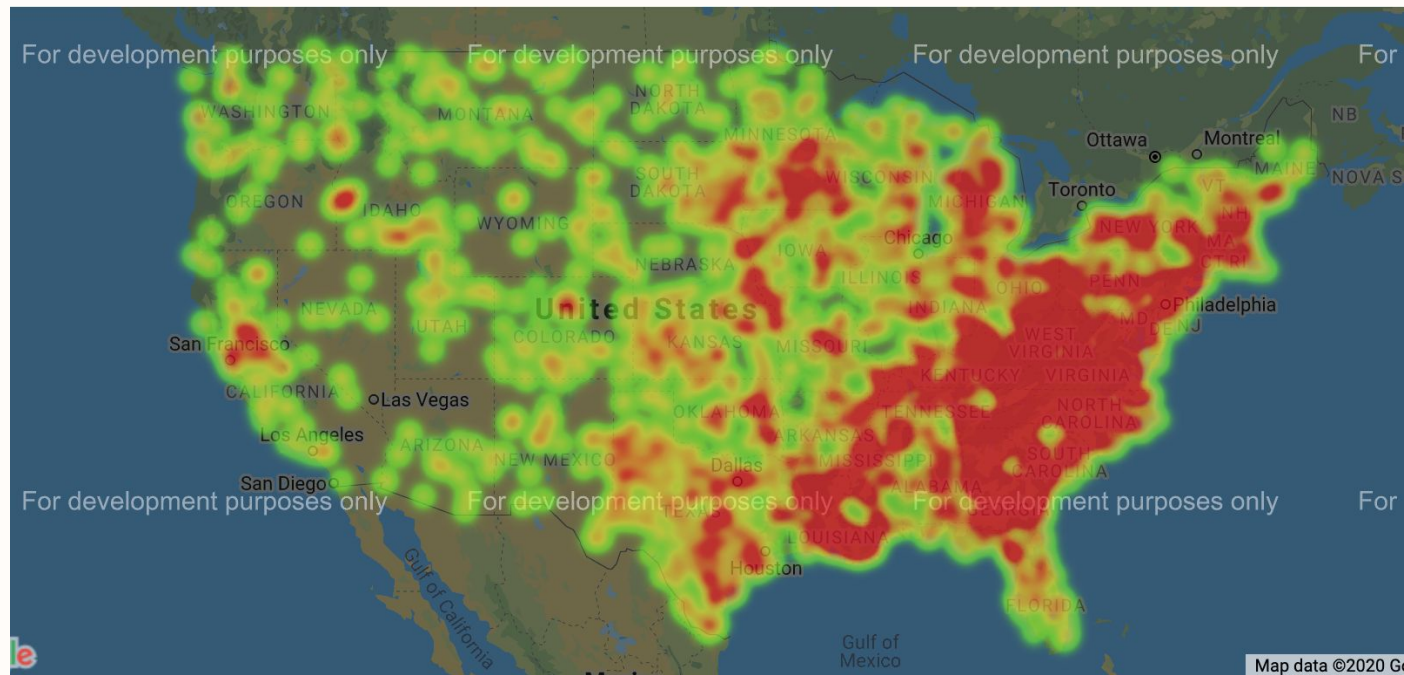 For development purposes only
For development purposes only
For development purposes only
For
WASHINGTON
MONTANA
NORTH
DAKOTA
MINNESOTA
Ottawa
Montreal
NB
MAINE
NOVA S
OREGON
IDAHO
WYOMING
SOUTH
DAKOTA
WISCONSIN
MICHIGAN
Toronto
VT
NH
NEW YORK
MA
CT RI
Chicago
IOWA
NEBRASKA
ILLINOIS
INDIANA
OHIO
PENN
NEVADA
UTAH
United States
COLORADO
KANSAS
MISSOURI
WEST
VIRGINIA
MD
DE
NJ
Philadelphia
San Francisco
CALIFORNIA
Las Vegas
KENTUCKY
VIRGINIA
Los Angeles
ARIZONA
NEW MEXICO
OKLAHOMA
ARKANSAS
TENNESSEE
NORTH
CAROLINA
San Diego
Dallas
MISSISSIPPI
ALABAMA
SOUTH
CAROLINA
For development purposes only
For development purposes only
For development purposes only
For
TEXAS
GEORGIA
LOUISIANA
Houston
FLORIDA
Gulf of California
Gulf of
Mexico
le
Map data ©2020 Go